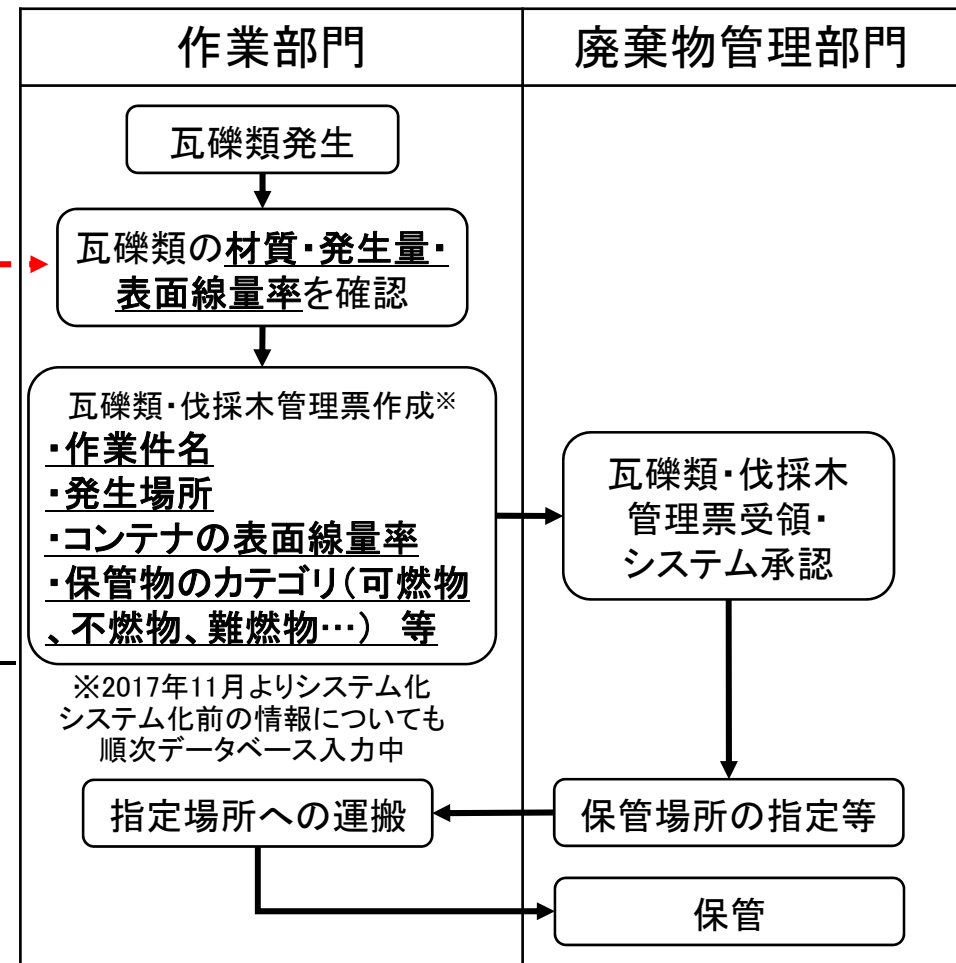 作業部門
廃棄物管理部門
瓦礫類発生
瓦礫類の材質・発生量・
表面線量率を確認
瓦礫類・伐採木管理票作成※
・作業件名
・発生場所
・コンテナの表面線量率
・保管物のカテゴリ(可燃物
、不燃物、難燃物…) 等
瓦礫類・伐採木
管理票受領・
システム承認
※2017年11月よりシステム化
システム化前の情報についても
順次データベース入力中
指定場所への運搬
保管場所の指定等
保管